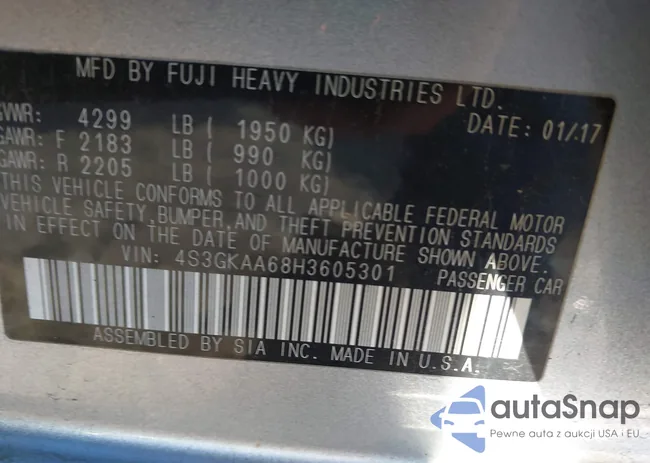 MFD BY FUJI HEAVY INDUSTRIES LTD.
GVWR: 4299 LB ( 1950 KG) DATE: 01/17
GAWR: F 2183 LB ( 990 KG)
GAWR: R 2205 LB ( 1000 KG)
THIS VEHICLE CONFORMS TO ALL APPLICABLE FEDERAL MOTOR
VEHICLE SAFETY, BUMPER, AND THEFT PREVENTION STANDARDS
IN EFFECT ON THE DATE OF MANUFACTURE SHOWN ABOVE.
VIN: 4S3GKAA68H3605301 PASSENGER CAR
ASSEMBLED BY SIA INC. MADE IN U.S.A.
autaSnap
Pewne auta z aukcji USA i EU